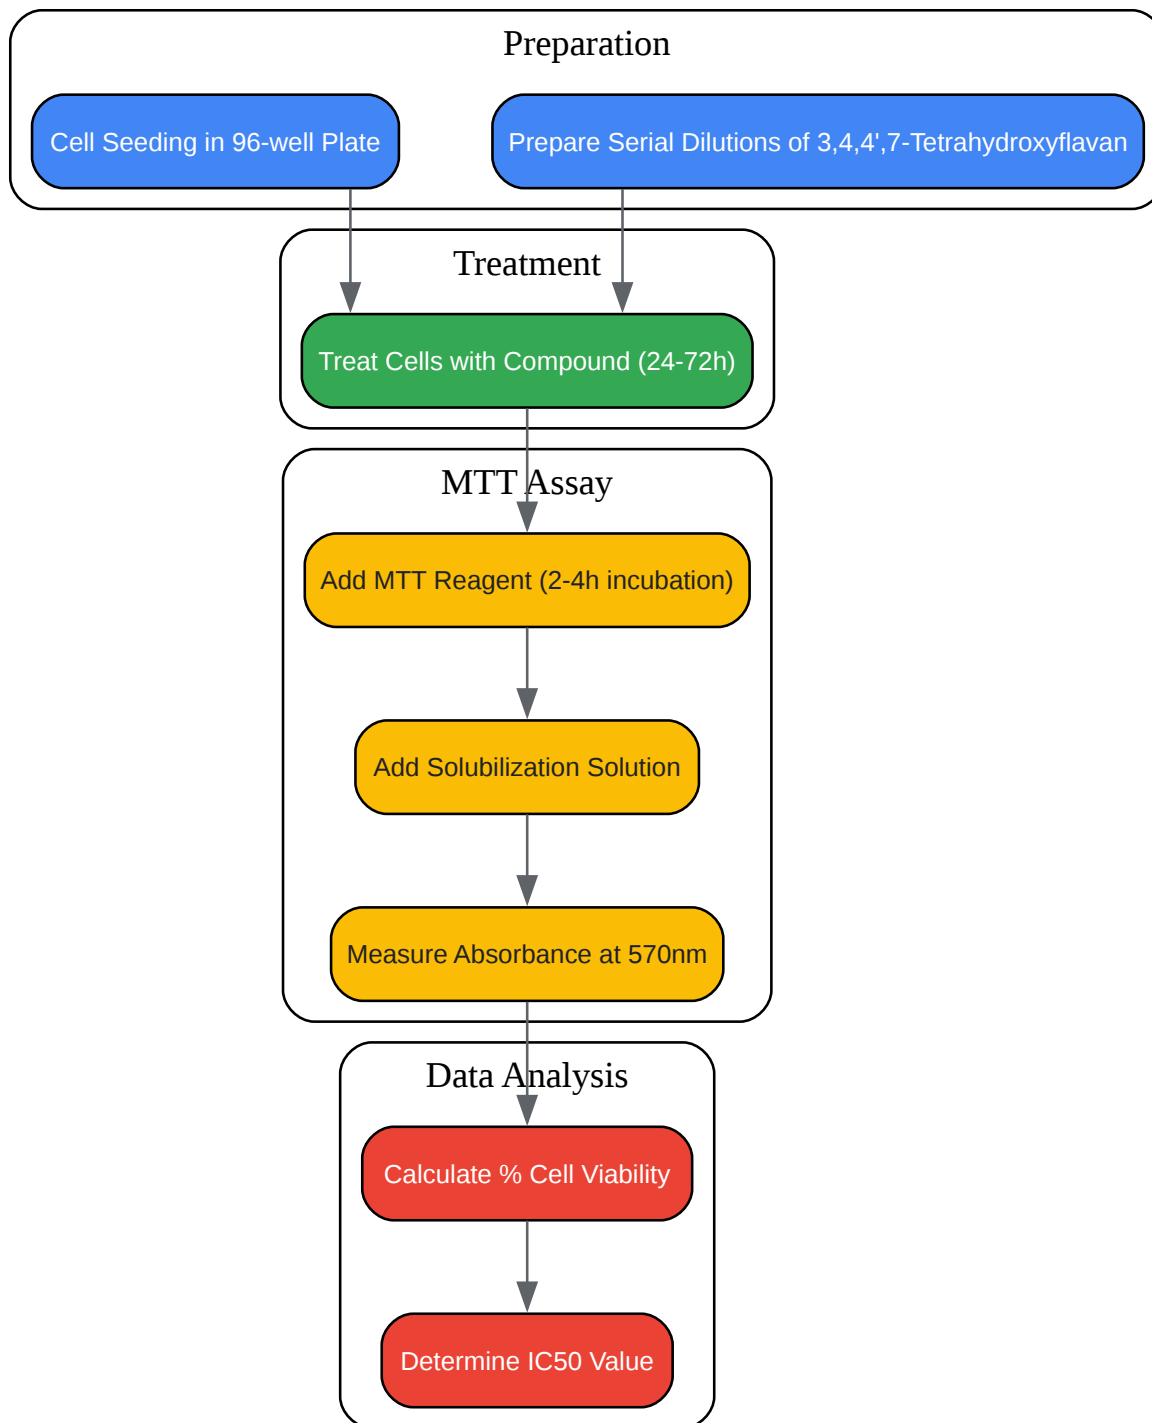 Preparation
Cell Seeding in 96-well Plate
Prepare Serial Dilutions of 3,4,4',7-Tetrahydroxyflavan
Treatment
Treat Cells with Compound (24-72h)
MTT Assay
Add MTT Reagent (2-4h incubation)
Add Solubilization Solution
Measure Absorbance at 570nm
Data Analysis
Calculate % Cell Viability
Determine IC50 Value